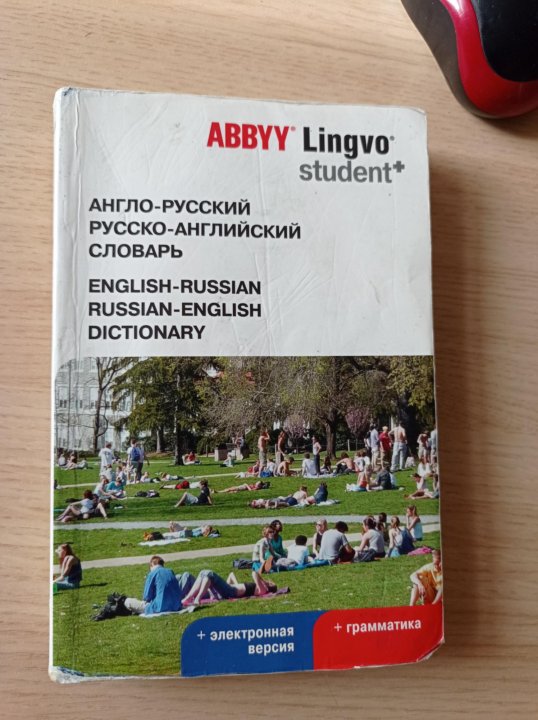 ABBYY® Lingvo®
student+
АНГЛО-РУССКИЙ
РУССКО-АНГЛИЙСКИЙ
СЛОВАРЬ
ENGLISH-RUSSIAN
RUSSIAN-ENGLISH
DICTIONARY
+ электронная
версия
+ грамматика